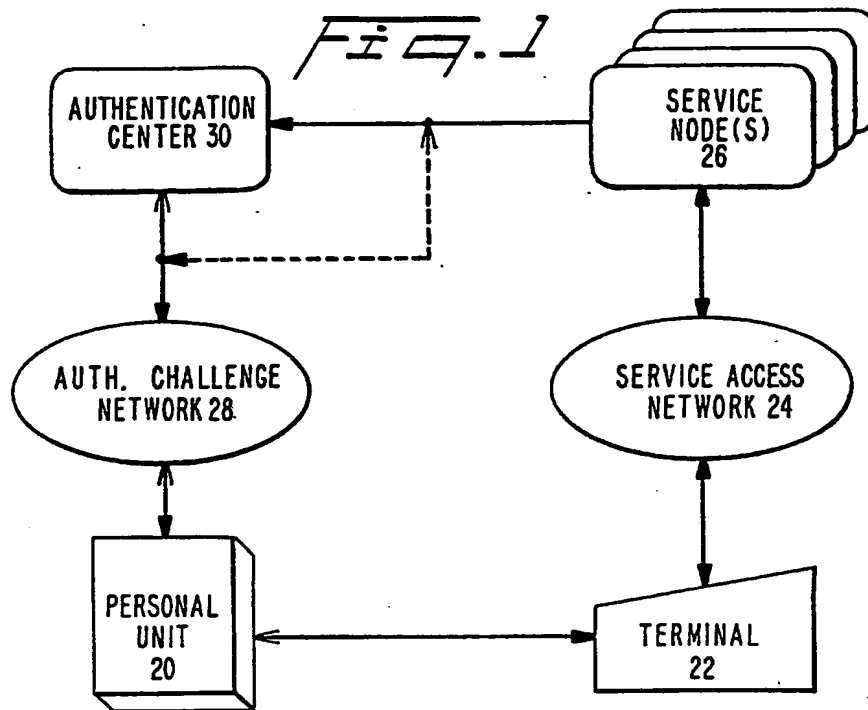 Fig. 1
AUTHENTICATION
CENTER 30
SERVICE
NODE(S)
26
AUTH. CHALLENGE
NETWORK 28
SERVICE ACCESS
NETWORK 24
PERSONAL
UNIT
20
TERMINAL
22